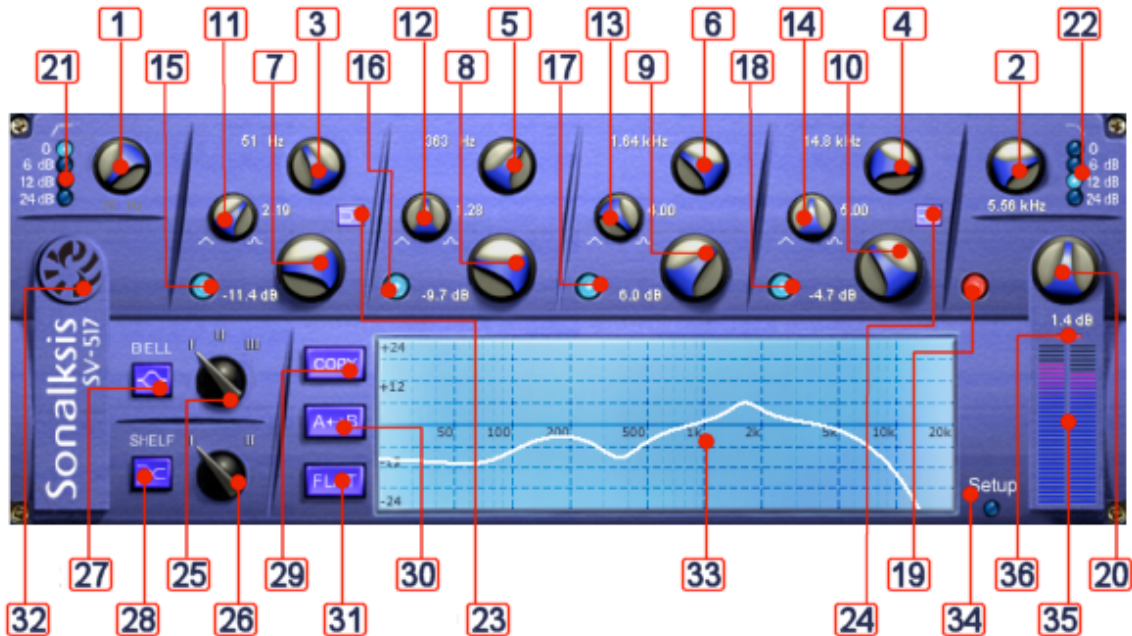 1 11 3 12 5 13 6 14 4 22
21 15 7 16 8 17 9 18 10 2
51 Hz 363 Hz 1.64 kHz 14.8 kHz
0 0
6 dB 6 dB
12 dB 12 dB
24 dB 24 dB
2.19 1.28 4.00 5.00 5.56 kHz
-11.4 dB -9.7 dB 6.0 dB -4.7 dB
1.4 dB
Sonalksis
SV-517
BELL I II III
SHELF I II
COPY
FLAT
+24
+12
50 100 200 500 1k 2k 5k 10k 20k
-12
-24
Setup
27 25 29 30 33 19 36 20
32 28 26 31 23 24 34 35